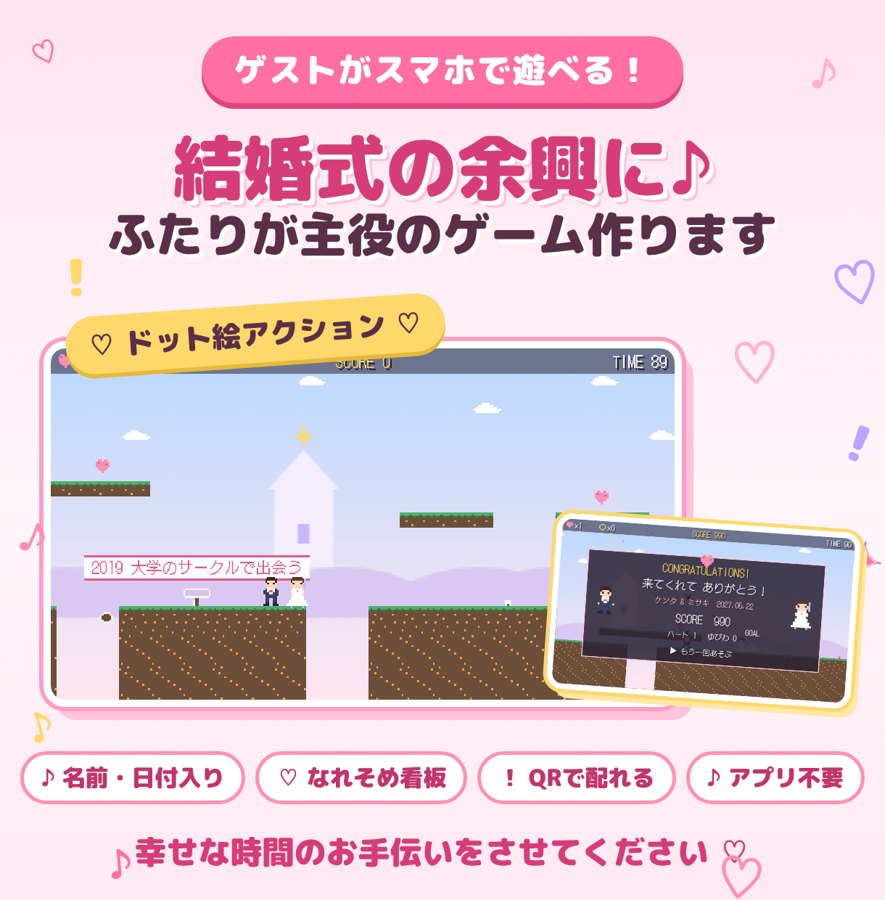 ゲストがスマホで遊べる！
結婚式の余興に♪
ふたりが主役のゲーム作ります
♡ ドット絵アクション ♡
SCORE 0
TIME 89
2019 大学のサークルで出会う
x1
x0
SCORE 990
TIME 90
CONGRATULATIONS!
来てくれて ありがとう！
ケンタ & ミサキ 2027.05.22
SCORE 990
ハート 1 ゆびわ 0 GOAL
▶ もう一回あそぶ
♪ 名前・日付入り
♡ なれそめ看板
！ QRで配れる
♪ アプリ不要
幸せな時間のお手伝いをさせてください ♡